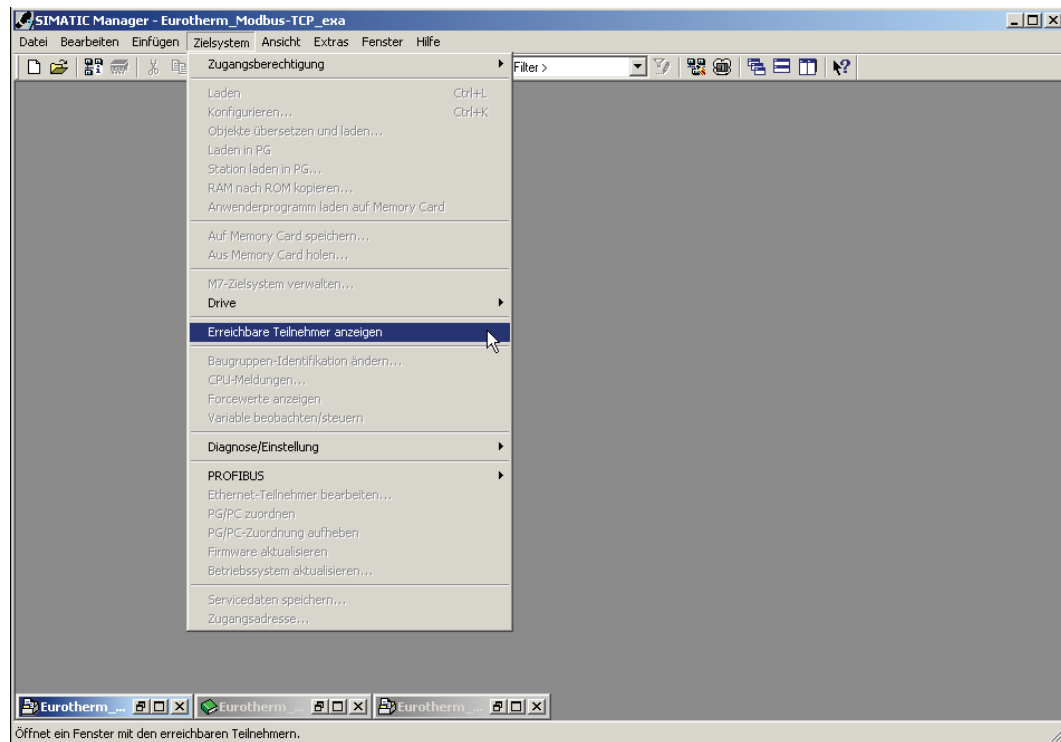 SIMATIC Manager - Eurotherm_Modbus-TCP_exa
Datei Bearbeiten Einfügen Zielsystem Ansicht Extras Fenster Hilfe
Filter >
Zugangsberechtigung
Laden Ctrl+L
Konfigurieren... Ctrl+K
Objekte übersetzen und laden...
Laden in PG
Station laden in PG...
RAM nach ROM kopieren...
Anwenderprogramm laden auf Memory Card
Auf Memory Card speichern...
Aus Memory Card holen...
M7-Zielsystem verwalten...
Drive
Erreichbare Teilnehmer anzeigen
Baugruppen-Identifikation ändern...
CPU-Meldungen...
Forcewerte anzeigen
Variable beobachten/steuern
Diagnose/Einstellung
PROFIBUS
Ethernet-Teilnehmer bearbeiten...
PG/PC zuordnen
PG/PC-Zuordnung aufheben
Firmware aktualisieren
Betriebssystem aktualisieren...
Servicedaten speichern...
Zugangsadresse...
Eurotherm_... Eurotherm_... Eurotherm_...
Öffnet ein Fenster mit den erreichbaren Teilnehmern.